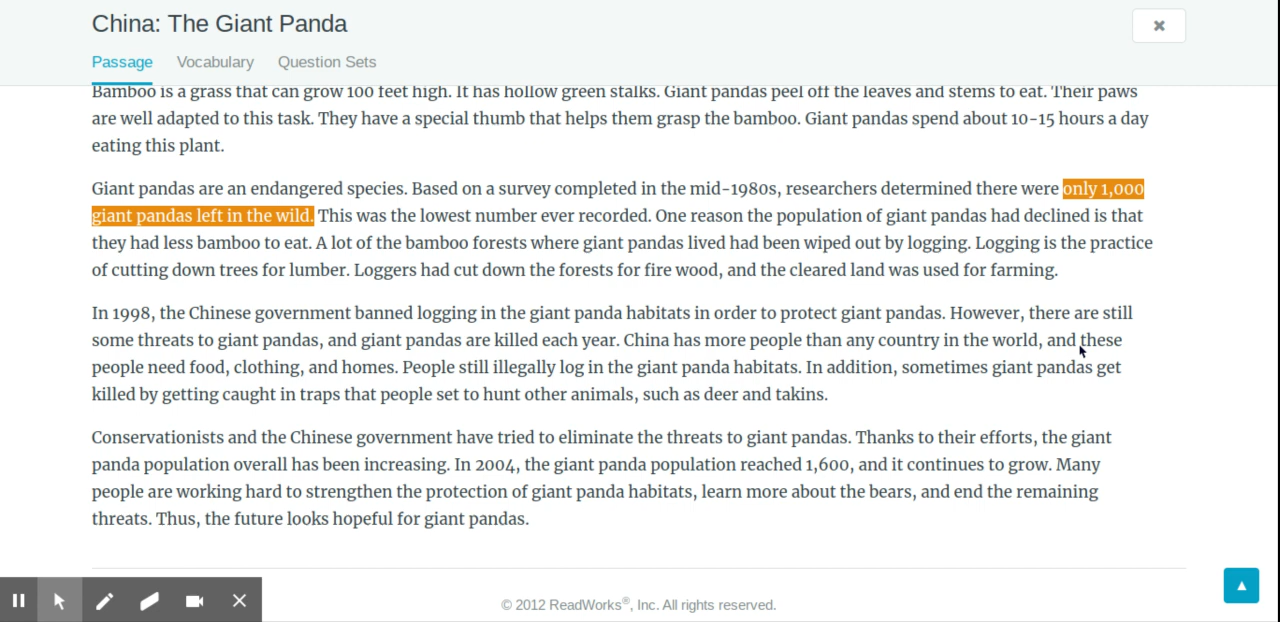 China: The Giant Panda
Passage Vocabulary Question Sets
Bamboo is a grass that can grow 100 feet high. It has hollow green stalks. Giant pandas peel off the leaves and stems to eat. Their paws
are well adapted to this task. They have a special thumb that helps them grasp the bamboo. Giant pandas spend about 10-15 hours a day
eating this plant.
Giant pandas are an endangered species. Based on a survey completed in the mid-1980s, researchers determined there were only 1,000
giant pandas left in the wild. This was the lowest number ever recorded. One reason the population of giant pandas had declined is that
they had less bamboo to eat. A lot of the bamboo forests where giant pandas lived had been wiped out by logging. Logging is the practice
of cutting down trees for lumber. Loggers had cut down the forests for fire wood, and the cleared land was used for farming.
In 1998, the Chinese government banned logging in the giant panda habitats in order to protect giant pandas. However, there are still
some threats to giant pandas, and giant pandas are killed each year. China has more people than any country in the world, and these
people need food, clothing, and homes. People still illegally log in the giant panda habitats. In addition, sometimes giant pandas get
killed by getting caught in traps that people set to hunt other animals, such as deer and takins.
Conservationists and the Chinese government have tried to eliminate the threats to giant pandas. Thanks to their efforts, the giant
panda population overall has been increasing. In 2004, the giant panda population reached 1,600, and it continues to grow. Many
people are working hard to strengthen the protection of giant panda habitats, learn more about the bears, and end the remaining
threats. Thus, the future looks hopeful for giant pandas.
© 2012 ReadWorks®, Inc. All rights reserved.